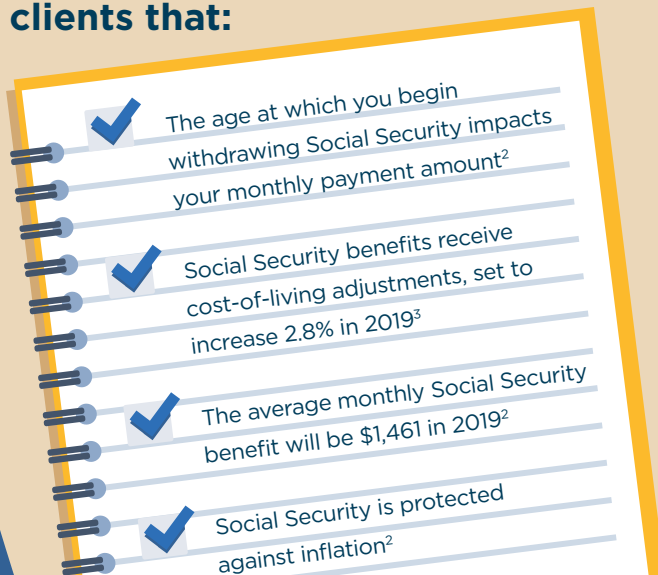 clients that:
The age at which you begin
withdrawing Social Security impacts
your monthly payment amount²
Social Security benefits receive
cost-of-living adjustments, set to
increase 2.8% in 2019³
The average monthly Social Security
benefit will be $1,461 in 2019²
Social Security is protected
against inflation²